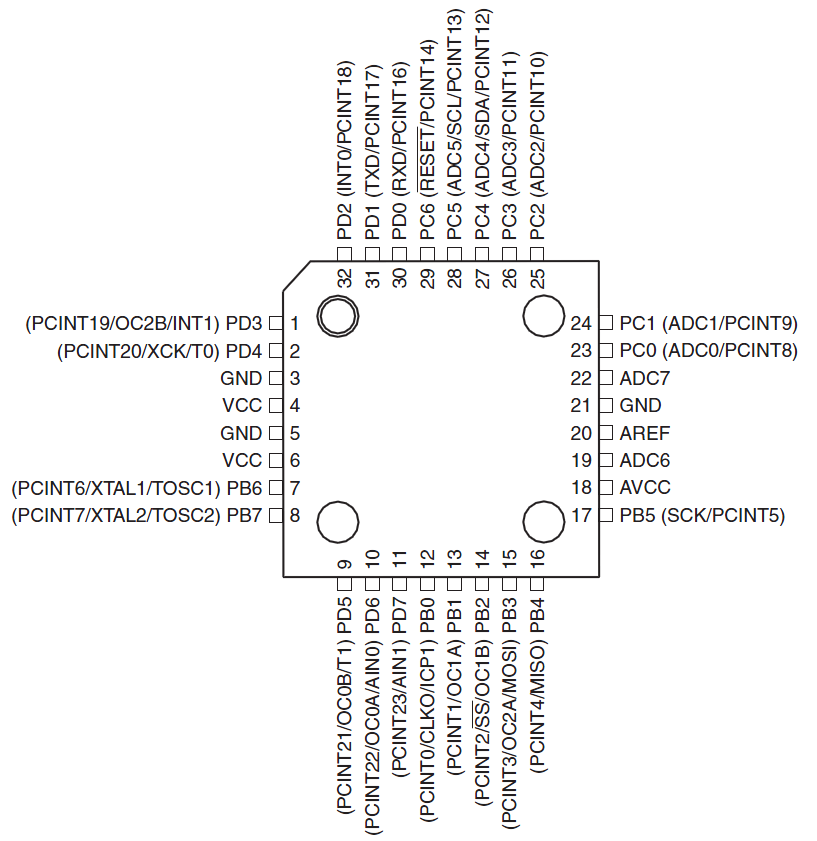 PD2 (INT0/PCINT18)
PD1 (TXD/PCINT17)
PD0 (RXD/PCINT16)
PC6 (RESET/PCINT14)
PC5 (ADC5/SCL/PCINT13)
PC4 (ADC4/SDA/PCINT12)
PC3 (ADC3/PCINT11)
PC2 (ADC2/PCINT10)
32 31 30 29 28 27 26 25
(PCINT19/OC2B/INT1) PD3 1
(PCINT20/XCK/T0) PD4 2
GND 3
VCC 4
GND 5
VCC 6
(PCINT6/XTAL1/TOSC1) PB6 7
(PCINT7/XTAL2/TOSC2) PB7 8
24 PC1 (ADC1/PCINT9)
23 PC0 (ADC0/PCINT8)
22 ADC7
21 GND
20 AREF
19 ADC6
18 AVCC
17 PB5 (SCK/PCINT5)
9 10 11 12 13 14 15 16
(PCINT21/OC0B/T1) PD5
(PCINT22/OC0A/AIN0) PD6
(PCINT23/AIN1) PD7
(PCINT0/CLKO/ICP1) PB0
(PCINT1/OC1A) PB1
(PCINT2/SS/OC1B) PB2
(PCINT3/OC2A/MOSI) PB3
(PCINT4/MISO) PB4